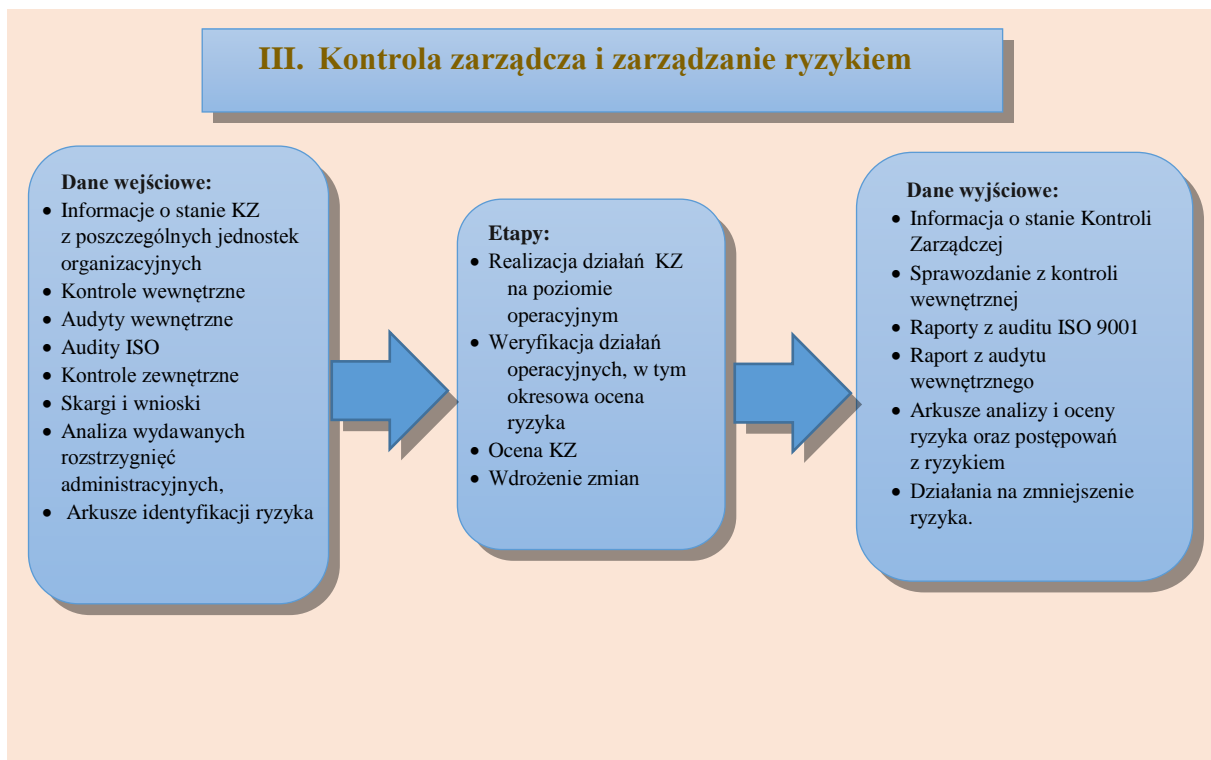 III. Kontrola zarządcza i zarządzanie ryzykiem
Dane wejściowe:
• Informacje o stanie KZ
z poszczególnych jednostek
organizacyjnych
• Kontrole wewnętrzne
• Audyty wewnętrzne
• Audity ISO
• Kontrole zewnętrzne
• Skargi i wnioski
• Analiza wydawanych
rozstrzygnięć
administracyjnych,
• Arkusze identyfikacji ryzyka
Etapy:
• Realizacja działań KZ
na poziomie
operacyjnym
• Weryfikacja działań
operacyjnych, w tym
okresowa ocena
ryzyka
• Ocena KZ
• Wdrożenie zmian
Dane wyjściowe:
• Informacja o stanie Kontroli
Zarządczej
• Sprawozdanie z kontroli
wewnętrznej
• Raporty z auditu ISO 9001
• Raport z audytu
wewnętrznego
• Arkusze analizy i oceny
ryzyka oraz postępowań
z ryzykiem
• Działania na zmniejszenie
ryzyka.